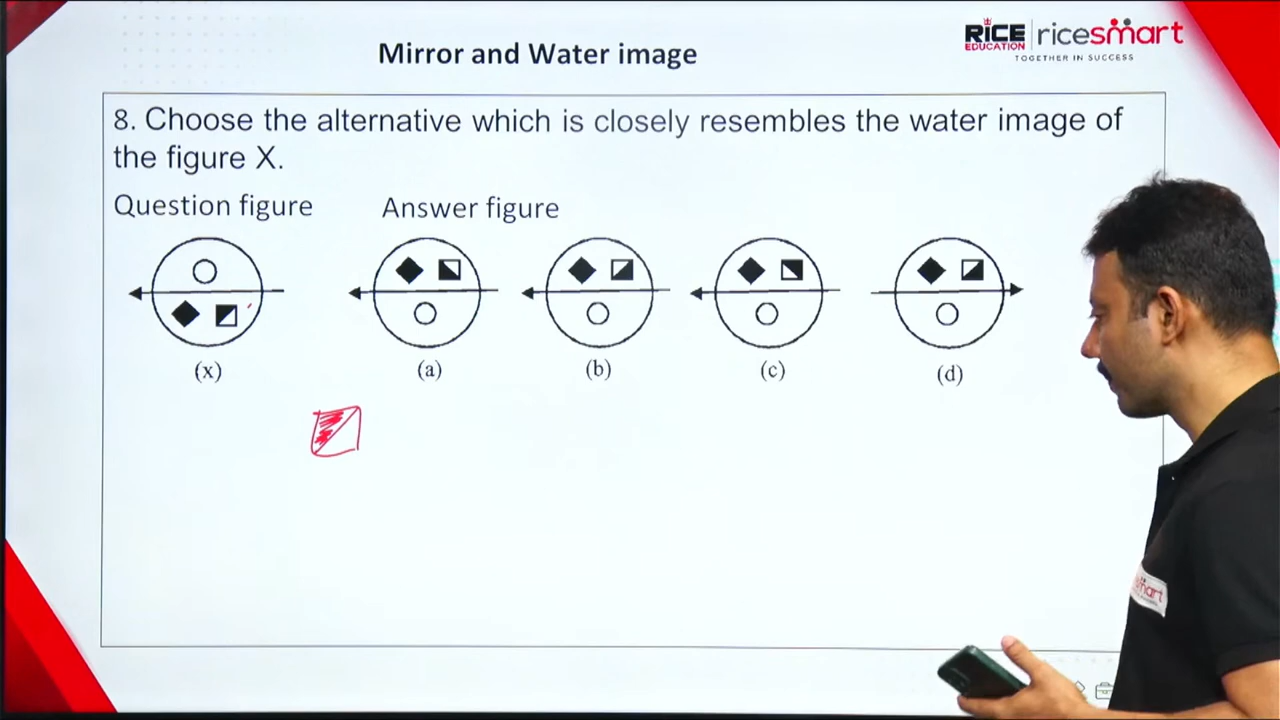 Mirror and Water image
RICE EDUCATION ricesmart
TOGETHER IN SUCCESS
8. Choose the alternative which is closely resembles the water image of
the figure X.
Question figure Answer figure
(x) (a) (b) (c) (d)